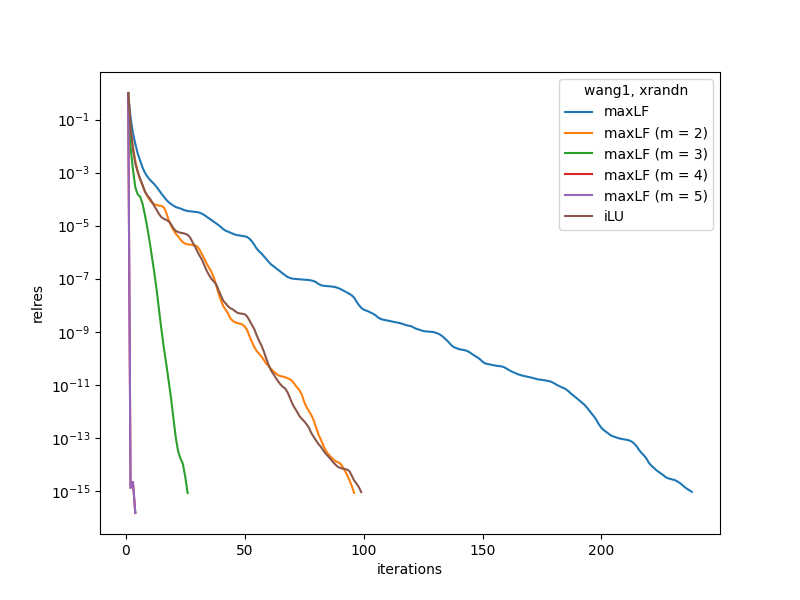 wang1, xrandn
maxLF
maxLF (m = 2)
maxLF (m = 3)
maxLF (m = 4)
maxLF (m = 5)
iLU
10⁻¹
10⁻³
10⁻⁵
10⁻⁷
10⁻⁹
10⁻¹¹
10⁻¹³
10⁻¹⁵
relres
0 50 100 150 200
iterations